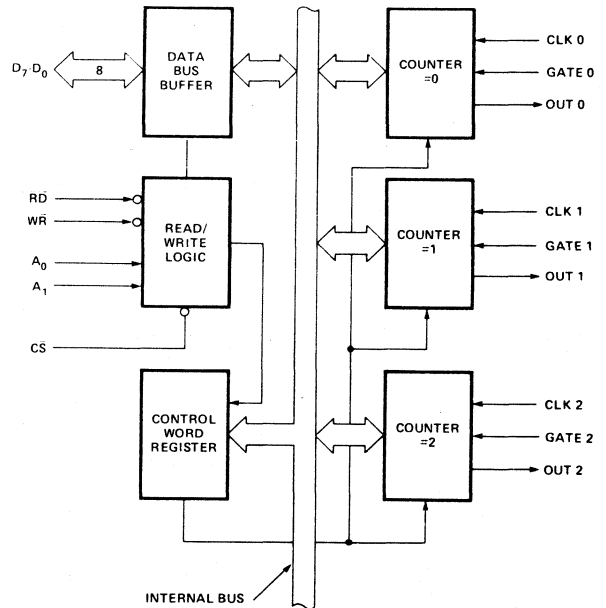 DATA
BUS
BUFFER
D7-D0
8
COUNTER
=0
CLK 0
GATE 0
OUT 0
RD
WR
A0
A1
CS
READ/
WRITE
LOGIC
COUNTER
=1
CLK 1
GATE 1
OUT 1
CONTROL
WORD
REGISTER
COUNTER
=2
CLK 2
GATE 2
OUT 2
INTERNAL BUS